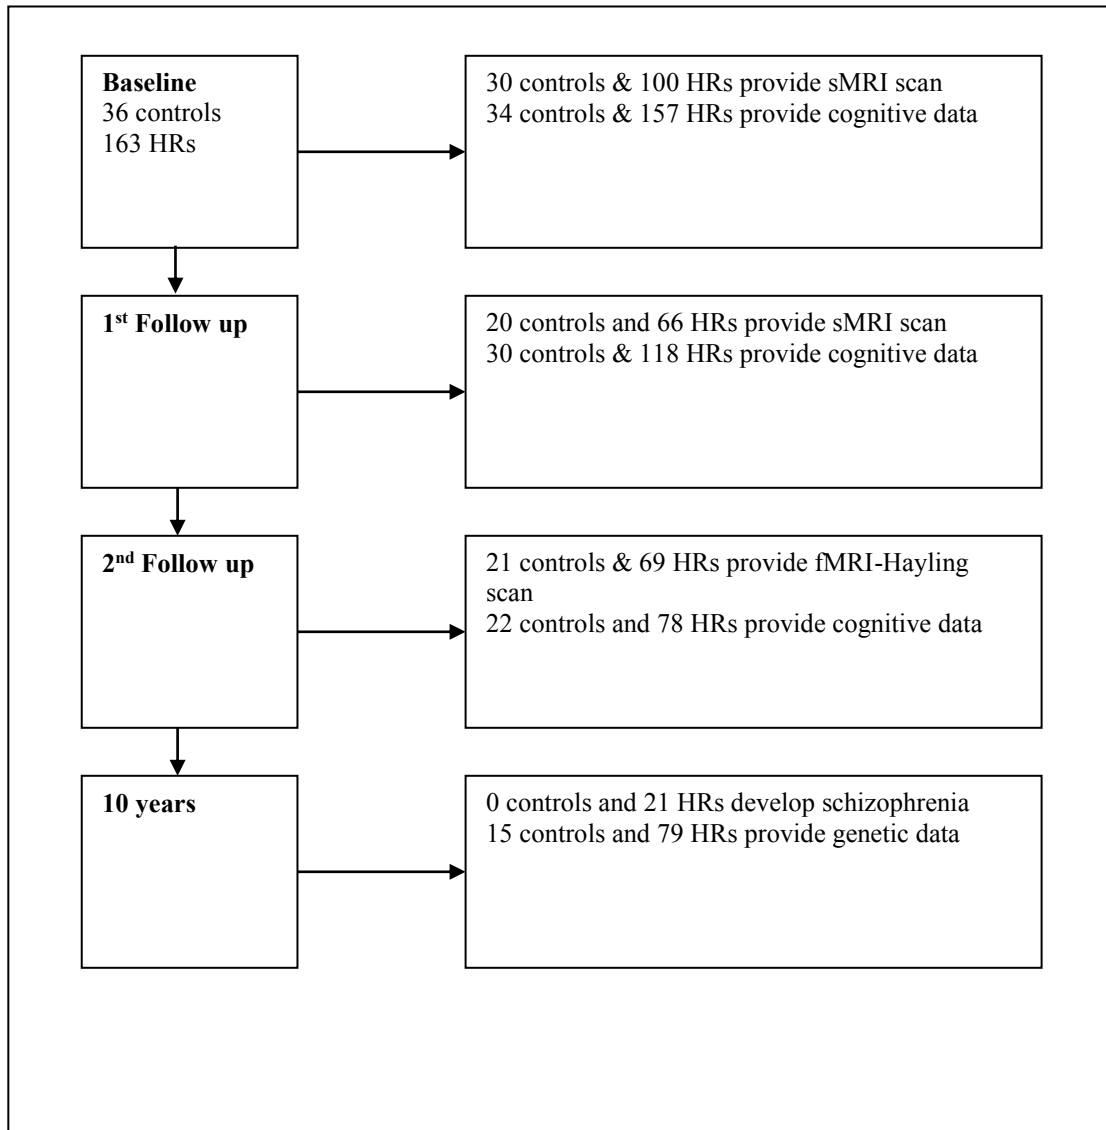 Baseline
36 controls
163 HRs
30 controls & 100 HRs provide sMRI scan
34 controls & 157 HRs provide cognitive data
1st Follow up
20 controls and 66 HRs provide sMRI scan
30 controls & 118 HRs provide cognitive data
2nd Follow up
21 controls & 69 HRs provide fMRI-Hayling
scan
22 controls and 78 HRs provide cognitive data
10 years
0 controls and 21 HRs develop schizophrenia
15 controls and 79 HRs provide genetic data